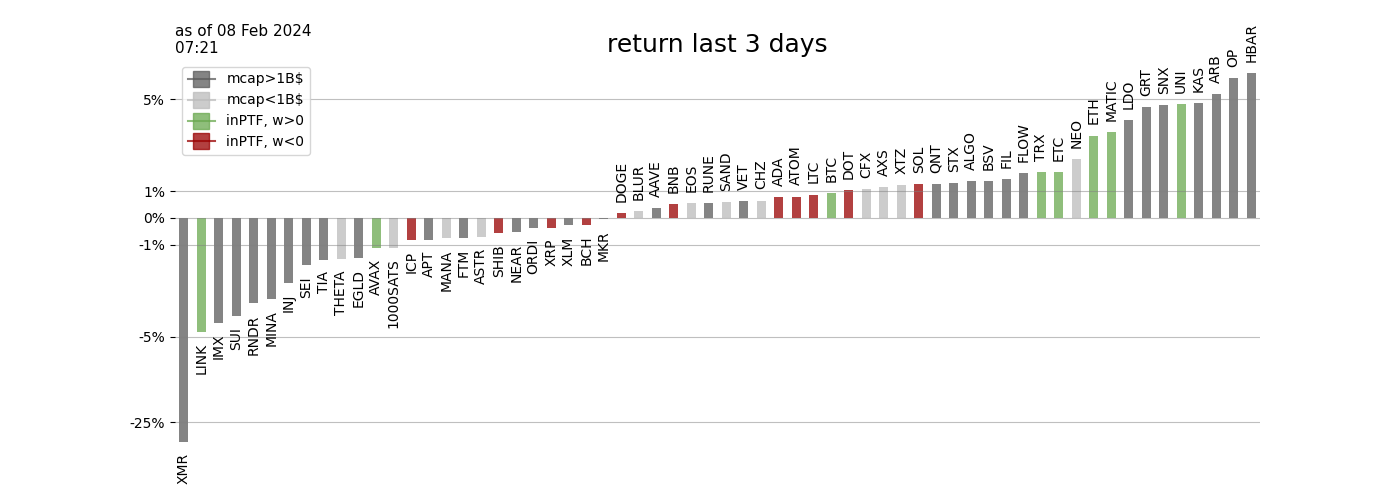 as of 08 Feb 2024
07:21
return last 3 days
mcap>1B$
mcap<1B$
inPTF, w>0
inPTF, w<0
5%
1%
0%
-1%
-5%
-25%
XMR
LINK
IMX
SUI
RNDR
MINA
INJ
SEI
TIA
THETA
EGLD
AVAX
1000SATS
ICP
APT
MANA
FTM
ASTR
SHIB
NEAR
ORDI
XRP
XLM
BCH
MKR
DOGE
BLUR
AAVE
BNB
EOS
RUNE
SAND
VET
CHZ
ADA
ATOM
LTC
BTC
DOT
CFX
AXS
XTZ
SOL
QNT
STX
ALGO
BSV
FIL
FLOW
TRX
ETC
NEO
ETH
MATIC
LDO
GRT
SNX
UNI
KAS
ARB
OP
HBAR